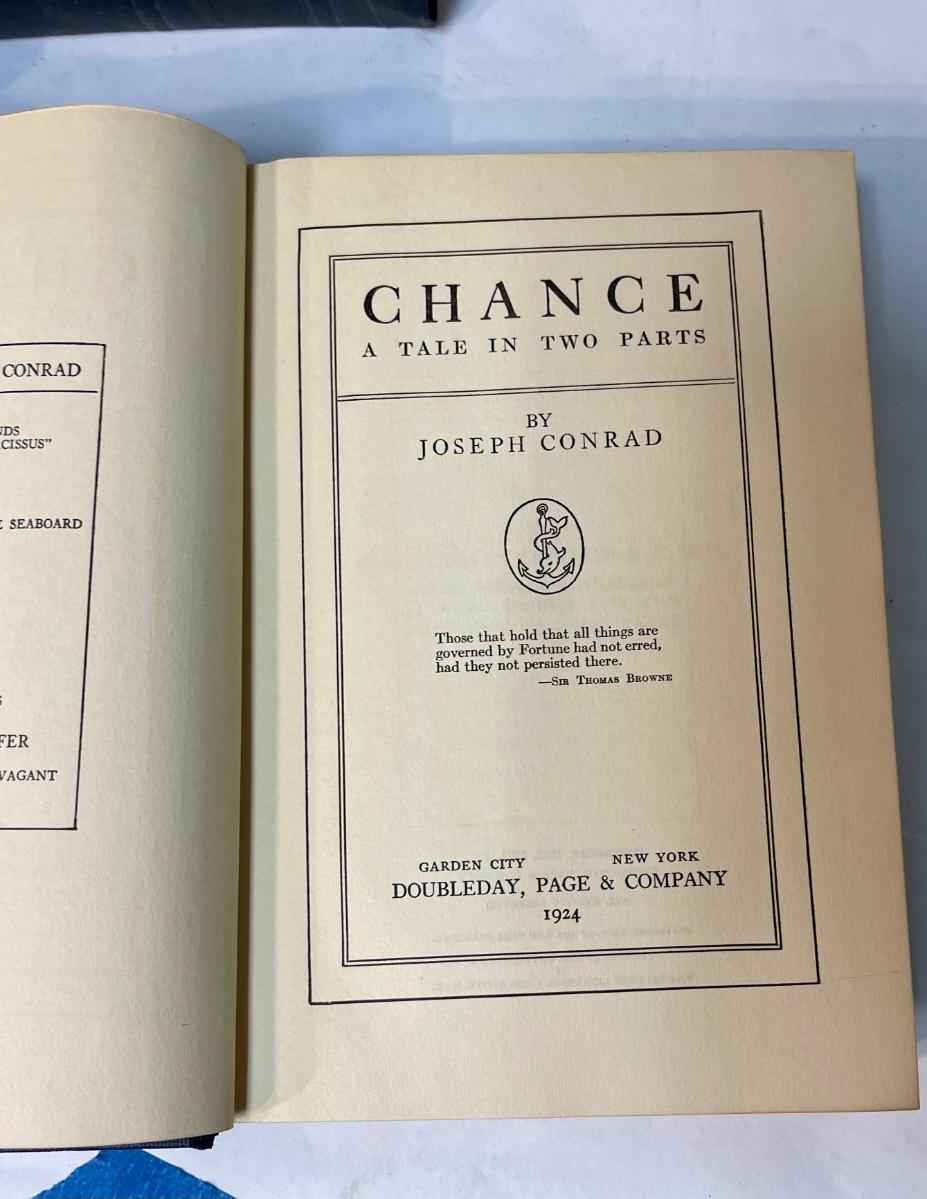 CONRAD
CISSUS"
SEABOARD
VAGANT
CHANCE
A TALE IN TWO PARTS
BY
JOSEPH CONRAD
Those that hold that all things are
governed by Fortune had not erred,
had they not persisted there.
—Sir Thomas Browne
GARDEN CITY NEW YORK
DOUBLEDAY, PAGE & COMPANY
1924